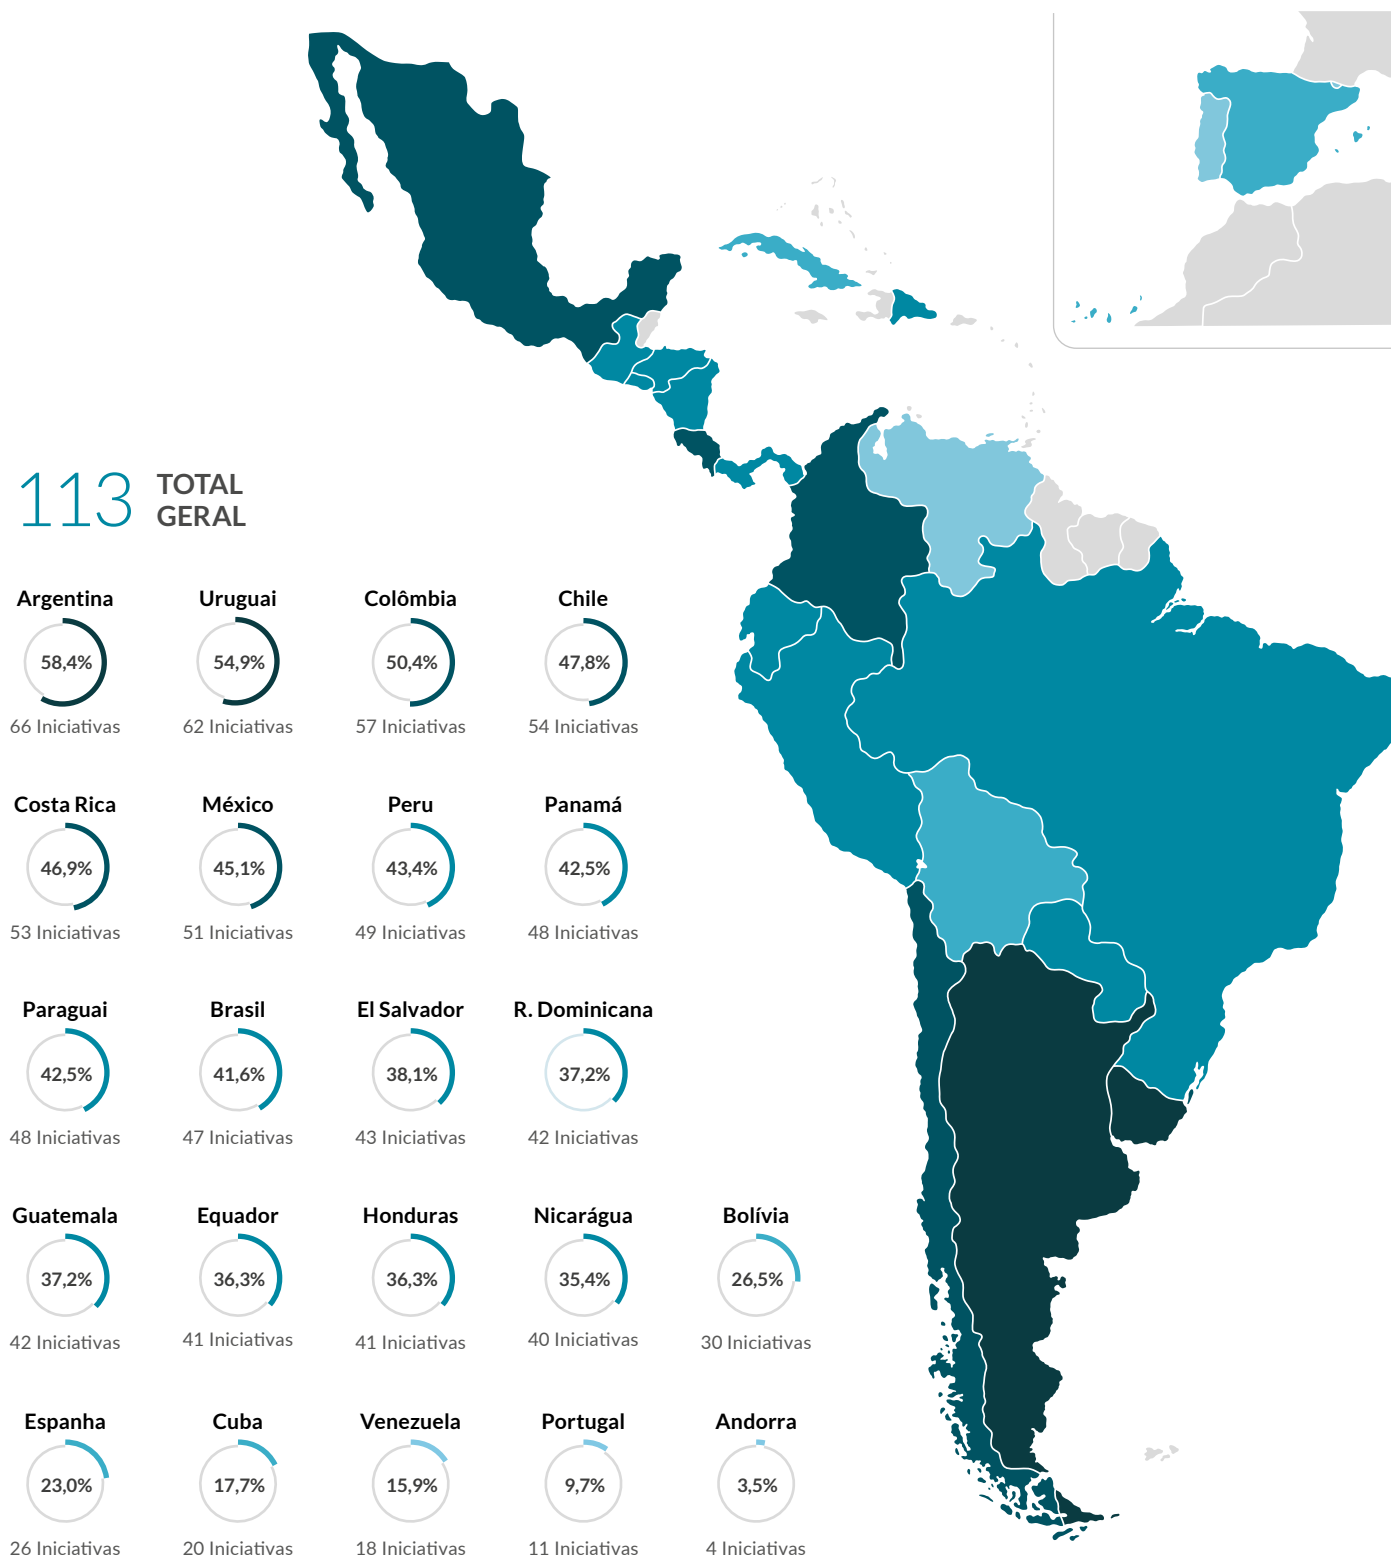 113 TOTAL
GERAL
Argentina
58,4%
66 Iniciativas
Uruguai
54,9%
62 Iniciativas
Colômbia
50,4%
57 Iniciativas
Chile
47,8%
54 Iniciativas
Costa Rica
46,9%
53 Iniciativas
México
45,1%
51 Iniciativas
Peru
43,4%
49 Iniciativas
Panamá
42,5%
48 Iniciativas
Paraguai
42,5%
48 Iniciativas
Brasil
41,6%
47 Iniciativas
El Salvador
38,1%
43 Iniciativas
R. Dominicana
37,2%
42 Iniciativas
Guatemala
37,2%
42 Iniciativas
Equador
36,3%
41 Iniciativas
Honduras
36,3%
41 Iniciativas
Nicarágua
35,4%
40 Iniciativas
Bolívia
26,5%
30 Iniciativas
Espanha
23,0%
26 Iniciativas
Cuba
17,7%
20 Iniciativas
Venezuela
15,9%
18 Iniciativas
Portugal
9,7%
11 Iniciativas
Andorra
3,5%
4 Iniciativas